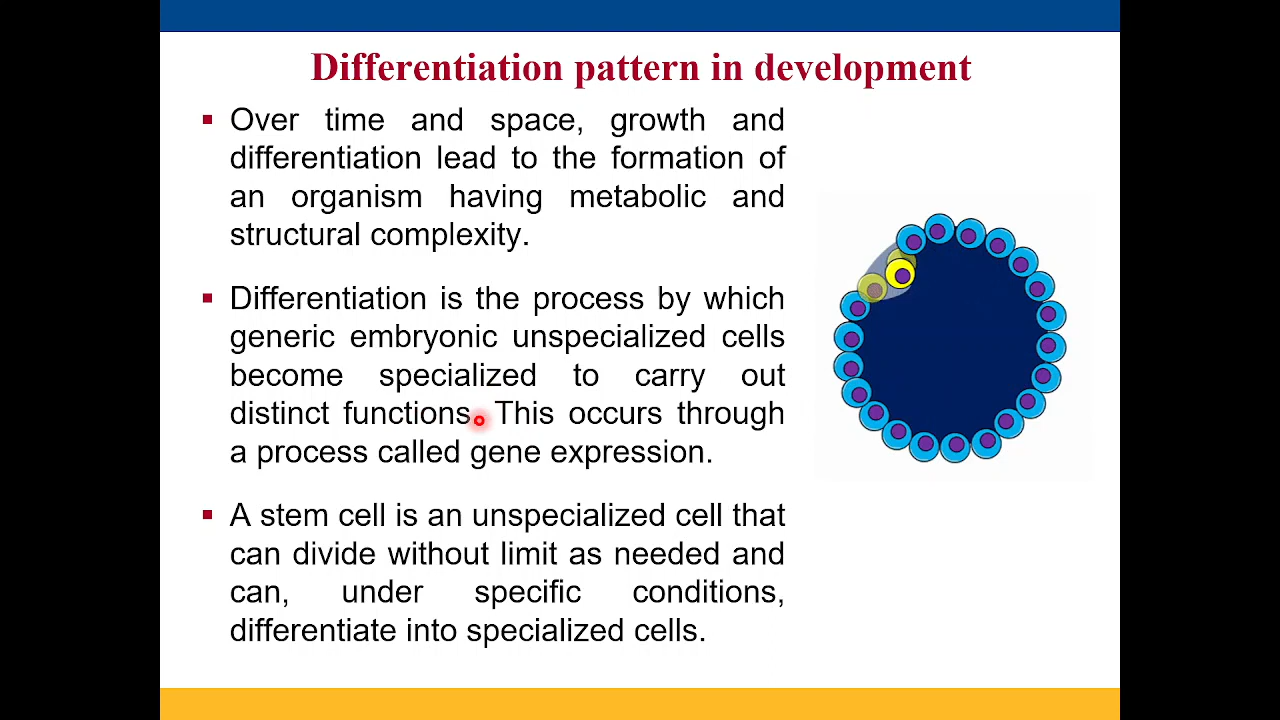 Differentiation pattern in development
▪ Over time and space, growth and
differentiation lead to the formation of
an organism having metabolic and
structural complexity.
▪ Differentiation is the process by which
generic embryonic unspecialized cells
become specialized to carry out
distinct functions. This occurs through
a process called gene expression.
▪ A stem cell is an unspecialized cell that
can divide without limit as needed and
can, under specific conditions,
differentiate into specialized cells.